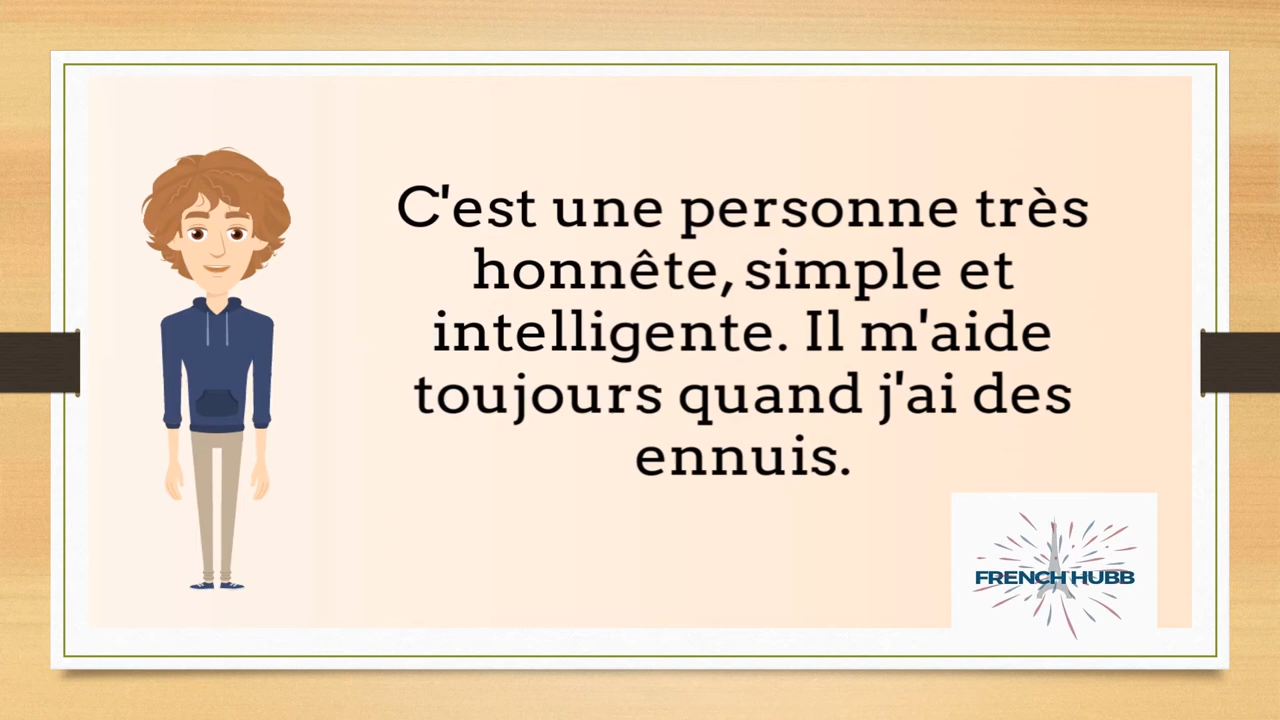 C'est une personne très
honnête, simple et
intelligente. Il m'aide
toujours quand j'ai des
ennuis.
FRENCH HUBB